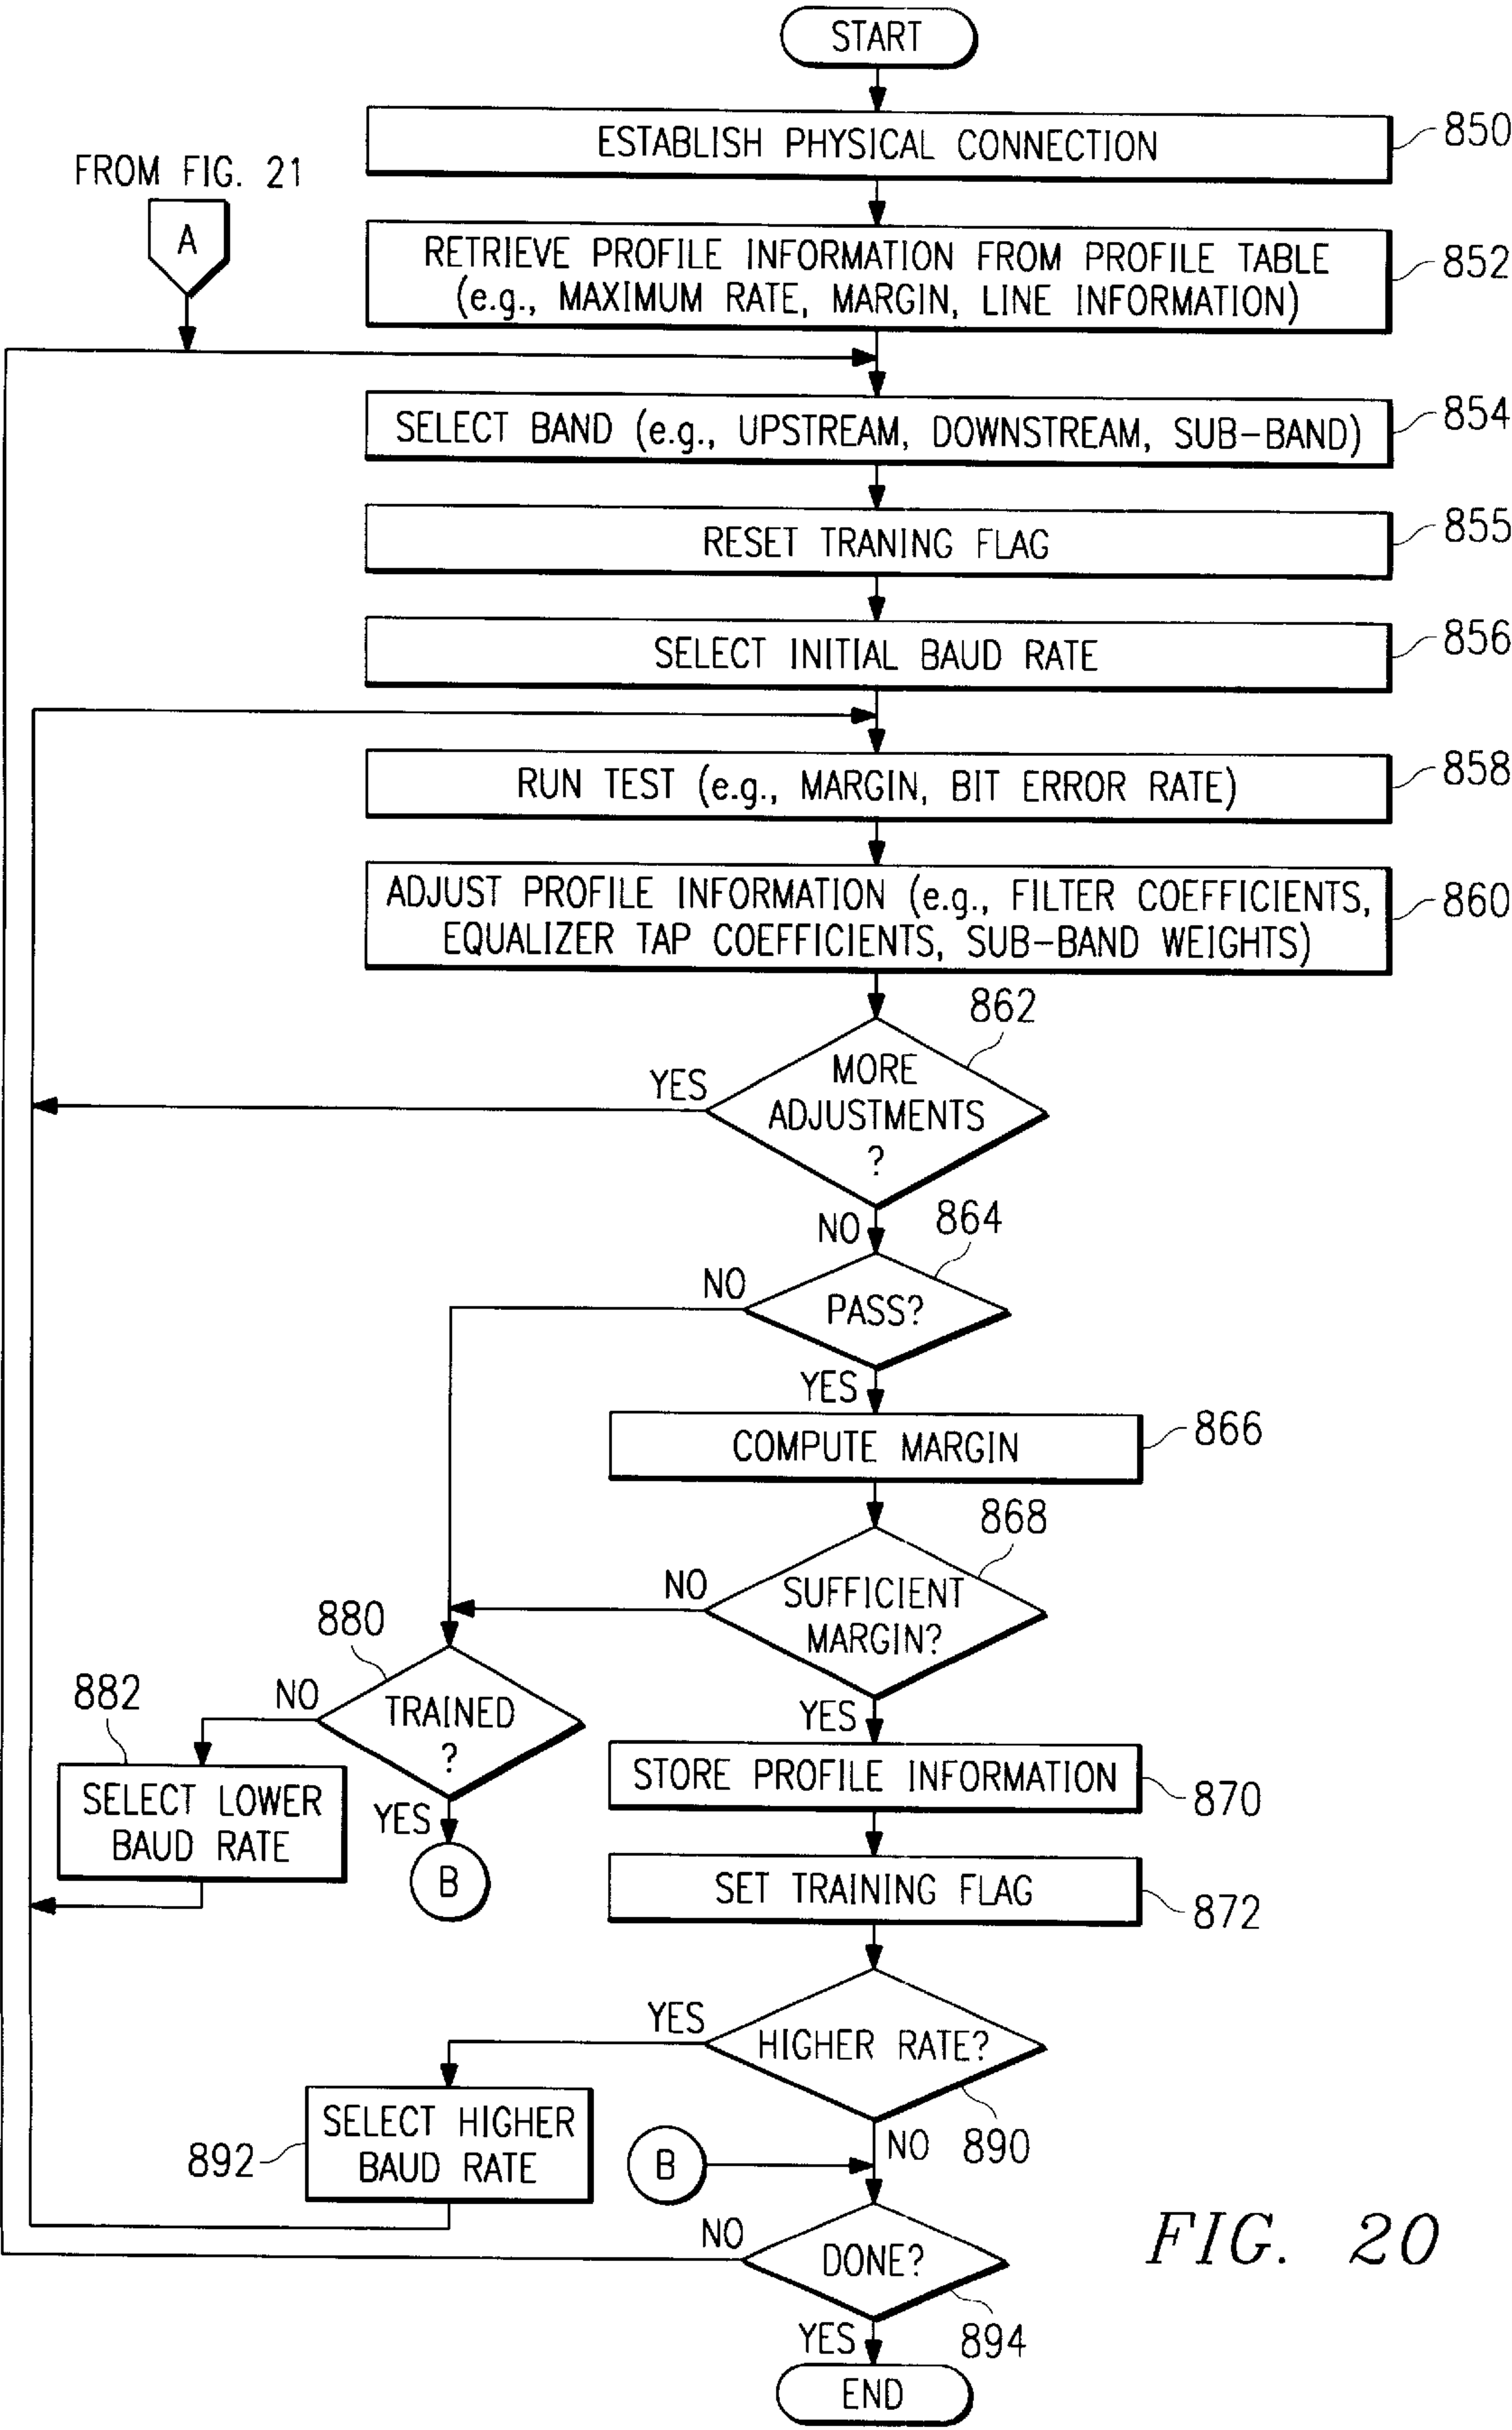 START
ESTABLISH PHYSICAL CONNECTION
850
FROM FIG. 21
A
RETRIEVE PROFILE INFORMATION FROM PROFILE TABLE
(e.g., MAXIMUM RATE, MARGIN, LINE INFORMATION)
852
SELECT BAND (e.g., UPSTREAM, DOWNSTREAM, SUB-BAND)
854
RESET TRANING FLAG
855
SELECT INITIAL BAUD RATE
856
RUN TEST (e.g., MARGIN, BIT ERROR RATE)
858
ADJUST PROFILE INFORMATION (e.g., FILTER COEFFICIENTS,
EQUALIZER TAP COEFFICIENTS, SUB-BAND WEIGHTS)
860
862
MORE
ADJUSTMENTS
?
YES
NO
864
PASS?
NO
YES
COMPUTE MARGIN
866
868
SUFFICIENT
MARGIN?
NO
YES
880
TRAINED
?
NO
YES
B
882
SELECT LOWER
BAUD RATE
STORE PROFILE INFORMATION
870
SET TRAINING FLAG
872
HIGHER RATE?
YES
NO
890
SELECT HIGHER
BAUD RATE
892
B
DONE?
NO
YES
894
END
FIG. 20